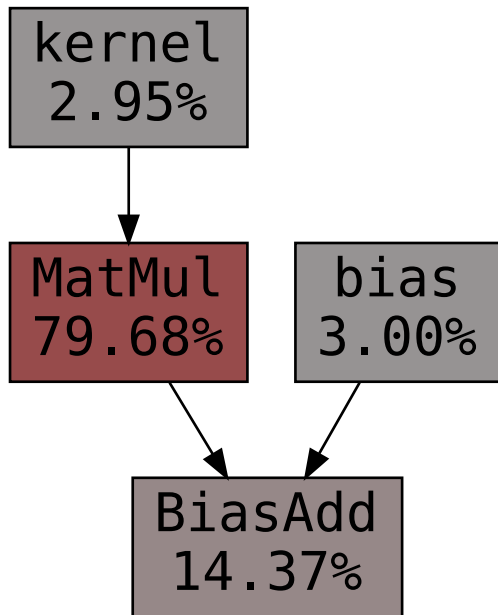 kernel
2.95%
MatMul
79.68%
bias
3.00%
BiasAdd
14.37%